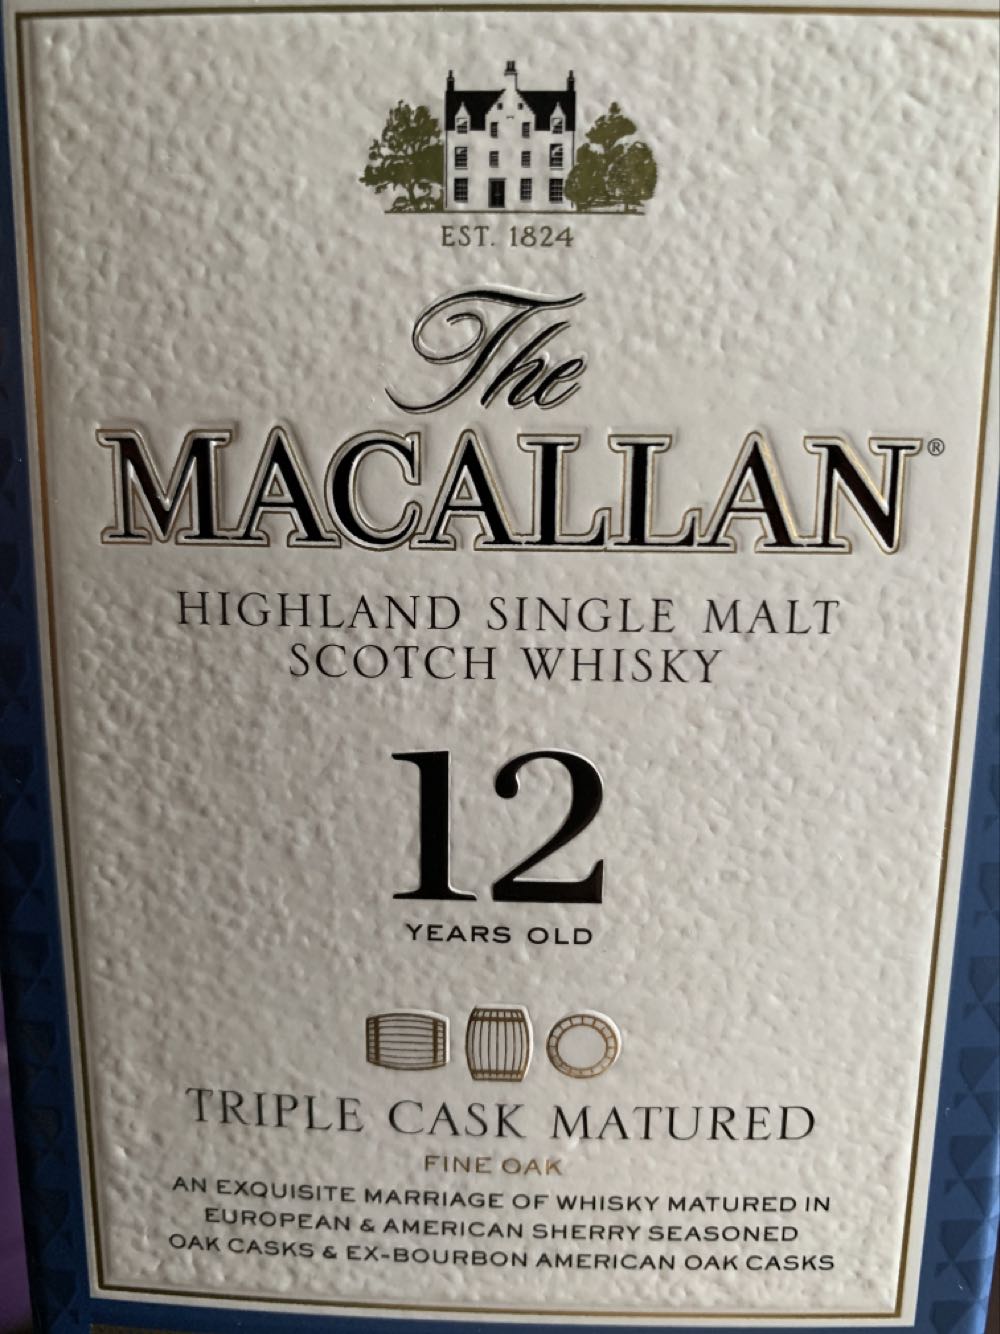 EST. 1824
The
MACALLAN®
HIGHLAND SINGLE MALT
SCOTCH WHISKY
12
YEARS OLD
TRIPLE CASK MATURED
FINE OAK
AN EXQUISITE MARRIAGE OF WHISKY MATURED IN
EUROPEAN & AMERICAN SHERRY SEASONED
OAK CASKS & EX-BOURBON AMERICAN OAK CASKS